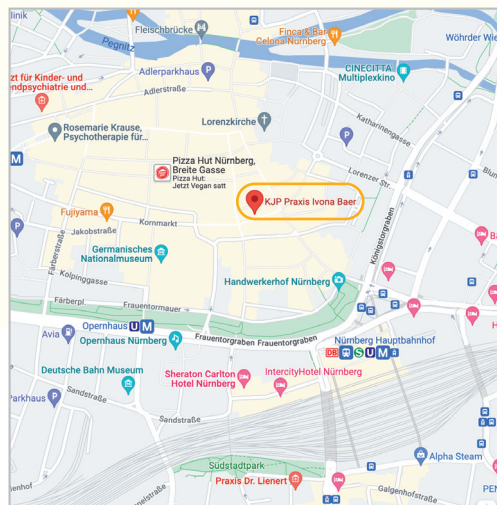 linik
Fleischbrücke
Finca & Bar
Celona Nürnberg
Pegnitz
Wöhrder Wie
CINECITTA
Multiplexkino
Adlerparkhaus
P
zt für Kinder- und
endpsychiatrie und...
Adlerstraße
Katharinengasse
Lorenzkirche
P
Rosemarie Krause,
Psychotherapie für...
M
Pizza Hut Nürnberg,
Breite Gasse
Pizza Hut:
Jetzt Vegan satt
Lorenzer Str.
KJP Praxis Ivona Baer
Fujiyama
Kornmarkt
P
Jakobstraße
Färberstraße
Königstorgraben
Germanisches
Nationalmuseum
Kolpinggasse
Handwerkerhof Nürnberg
Färberpl.
Frauentormauer
Avia
Opernhaus U M
Opernhaus Nürnberg
Frauentorgraben Frauentorgraben
Nürnberg Hauptbahnhof
DB S U M
Deutsche Bahn Museum
Sheraton Carlton
Hotel Nürnberg
IntercityHotel Nürnberg
Parkhaus
P
Sandstraße
Sandstraße
Alpha Steam
Südstadtpark
Praxis Dr. Lienert
Galgenhofstraße
PEN
enhof